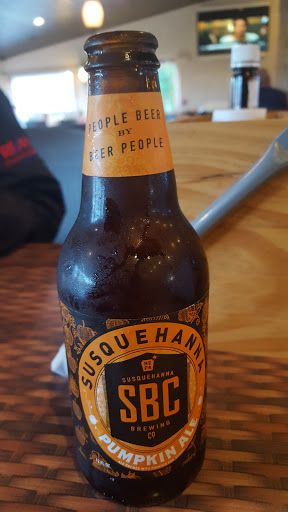 PEOPLE BEER
BY
BEER PEOPLE
SUSQUEHANNA
SUSQUEHANNA
SBC
BREWING
CO
PUMPKIN ALE